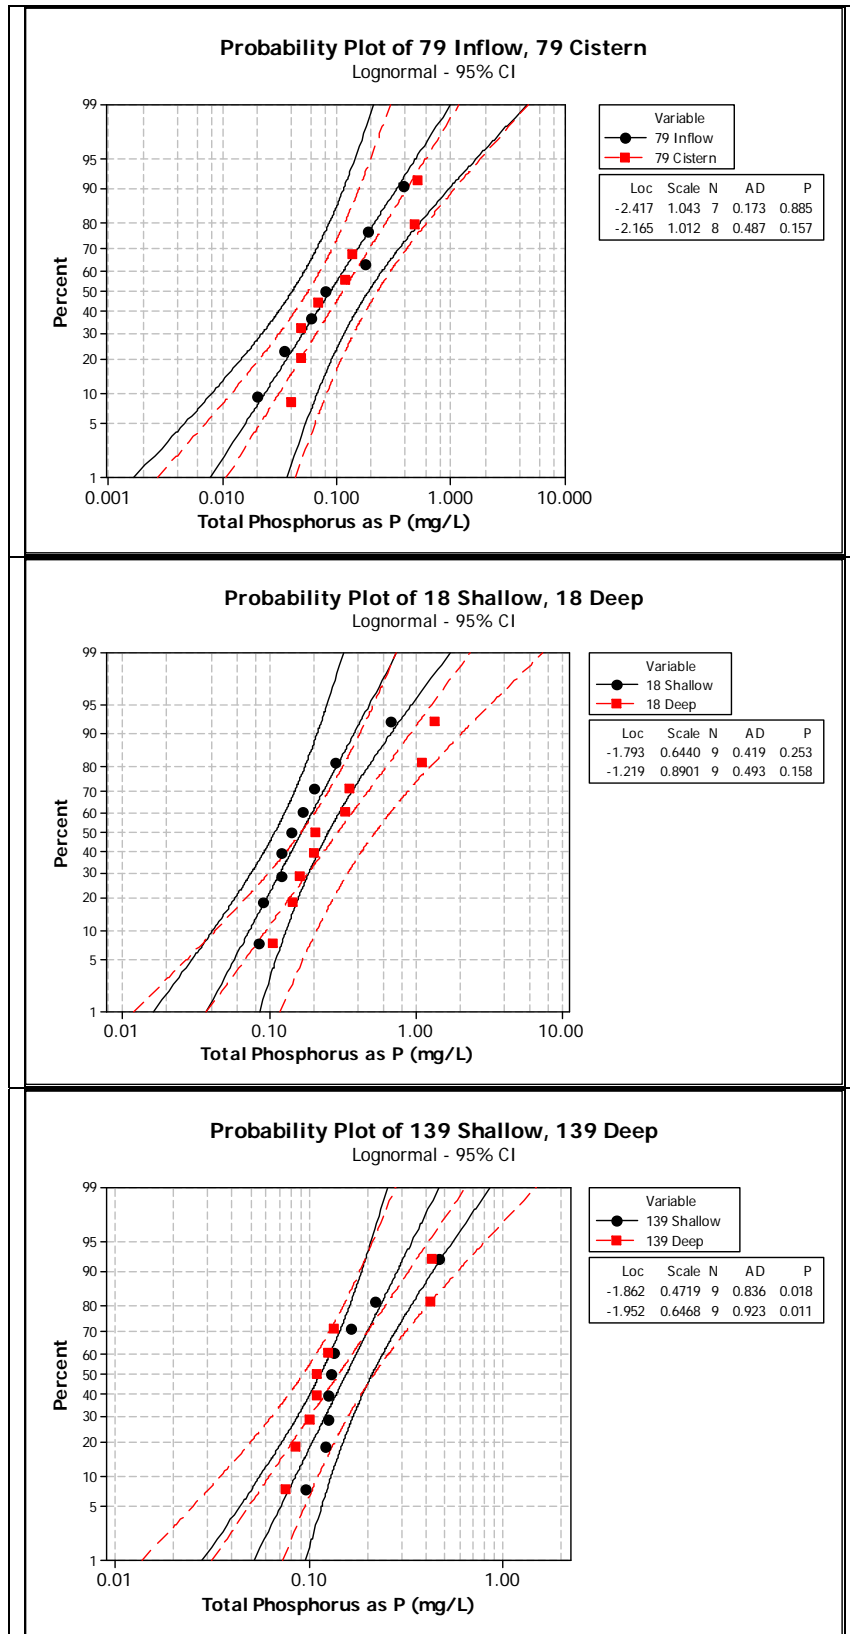 Probability Plot of 79 Inflow, 79 Cistern
Lognormal - 95% CI
99
95
90
80
70
60
50
40
30
20
10
5
1
Percent
0.001 0.010 0.100 1.000 10.000
Total Phosphorus as P (mg/L)
Variable
79 Inflow
79 Cistern
Loc Scale N AD P
-2.417 1.043 7 0.173 0.885
-2.165 1.012 8 0.487 0.157
Probability Plot of 18 Shallow, 18 Deep
Lognormal - 95% CI
99
95
90
80
70
60
50
40
30
20
10
5
1
Percent
0.01 0.10 1.00 10.00
Total Phosphorus as P (mg/L)
Variable
18 Shallow
18 Deep
Loc Scale N AD P
-1.793 0.6440 9 0.419 0.253
-1.219 0.8901 9 0.493 0.158
Probability Plot of 139 Shallow, 139 Deep
Lognormal - 95% CI
99
95
90
80
70
60
50
40
30
20
10
5
1
Percent
0.01 0.10 1.00
Total Phosphorus as P (mg/L)
Variable
139 Shallow
139 Deep
Loc Scale N AD P
-1.862 0.4719 9 0.836 0.018
-1.952 0.6468 9 0.923 0.011